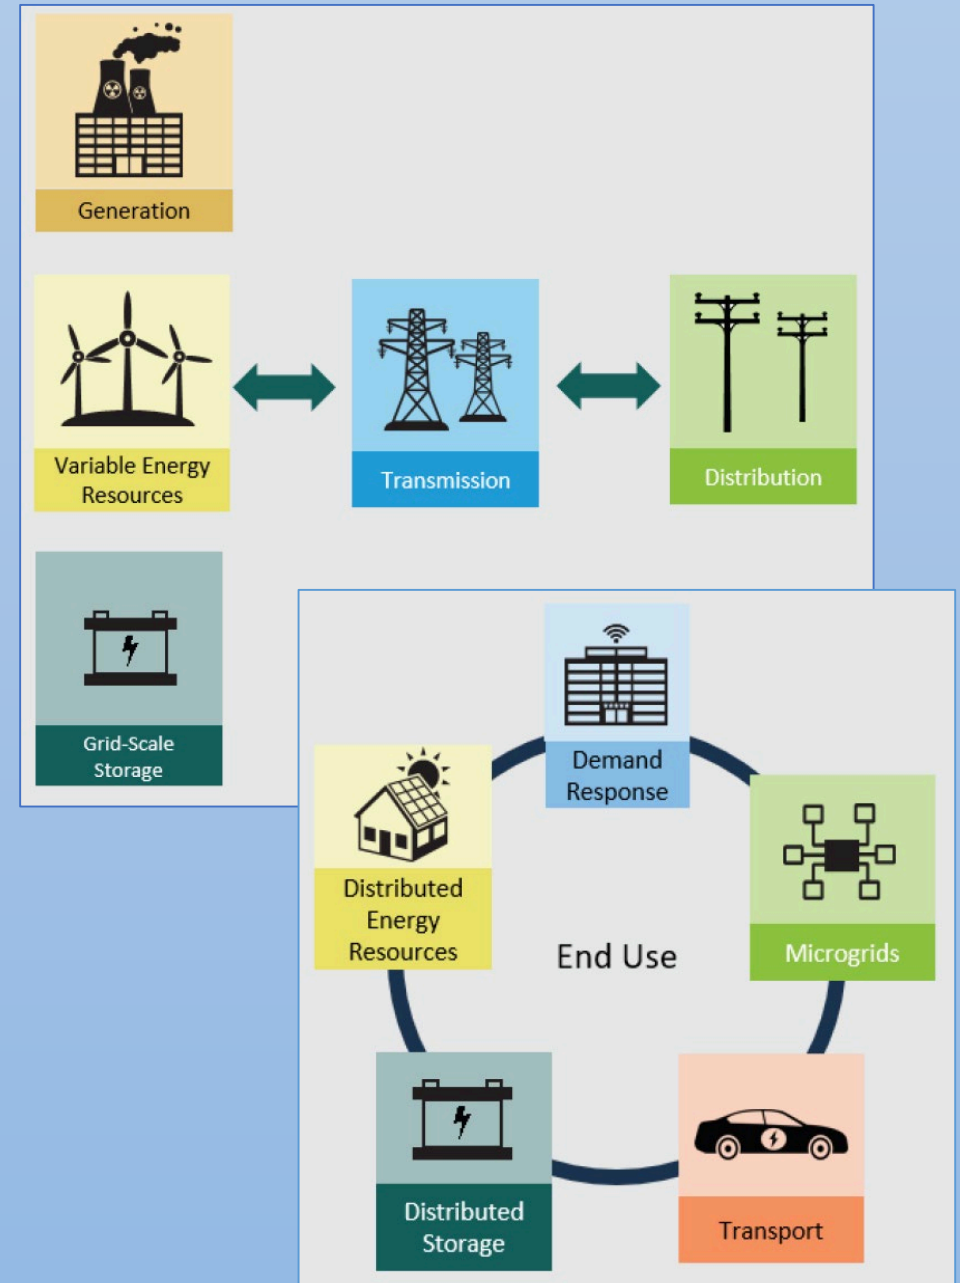 Generation
Variable Energy
Resources
Transmission
Distribution
Grid-Scale
Storage
Demand
Response
Distributed
Energy
Resources
End Use
Microgrids
Distributed
Storage
Transport